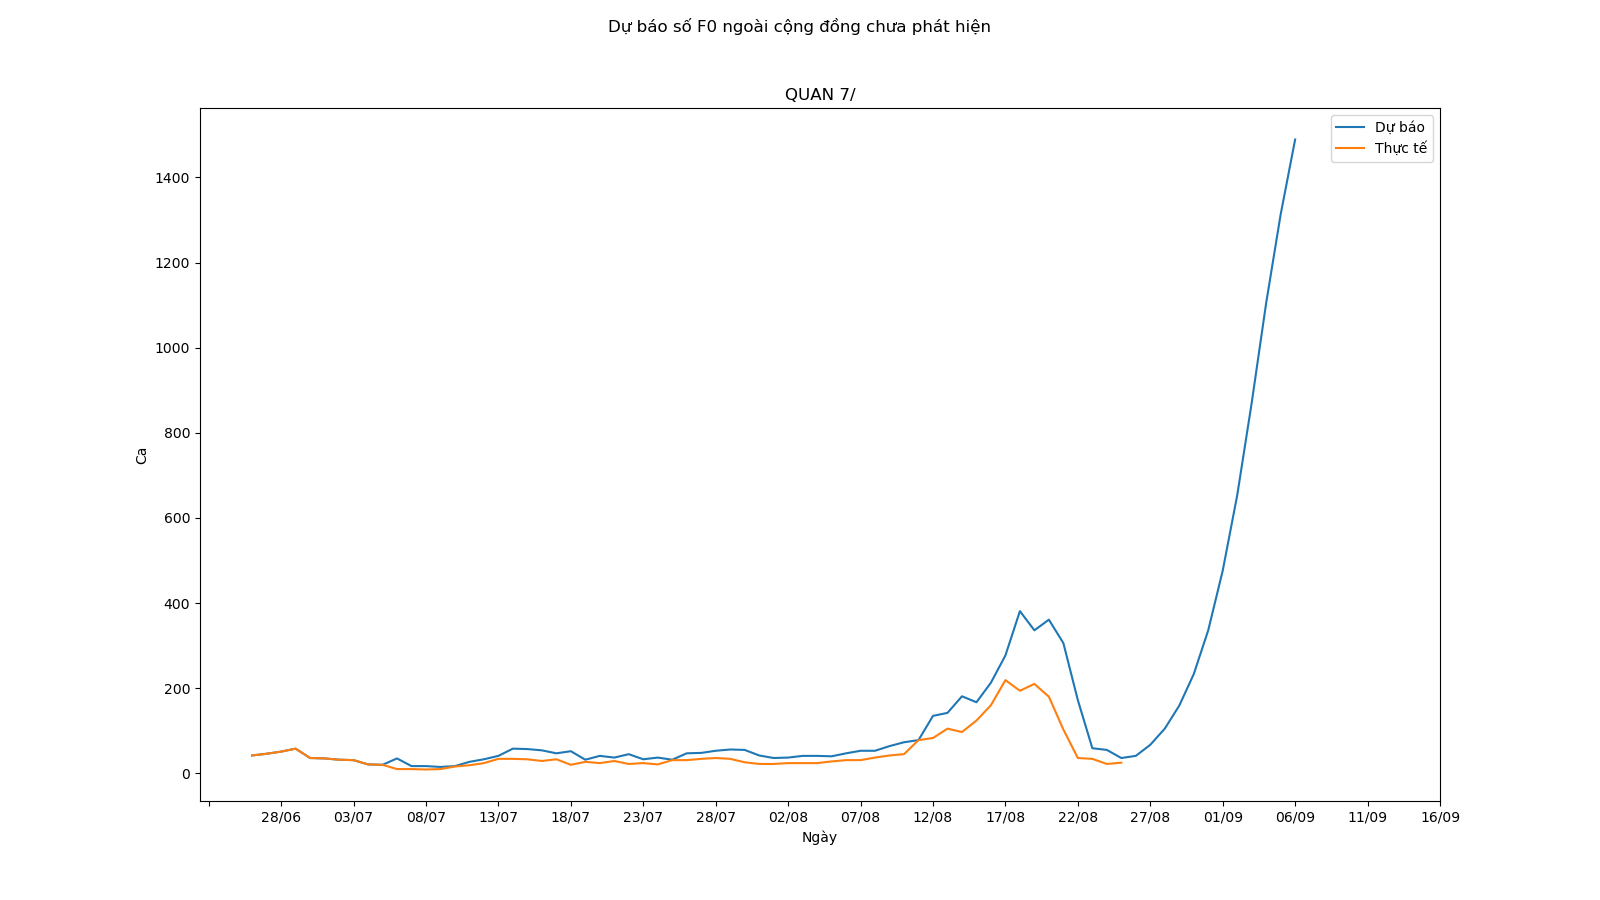 Dự báo số F0 ngoài cộng đồng chưa phát hiện
QUAN 7/
Dự báo
Thực tế
1400
1200
1000
800
600
400
200
0
Ca
28/06 03/07 08/07 13/07 18/07 23/07 28/07 02/08 07/08 12/08 17/08 22/08 27/08 01/09 06/09 11/09 16/09
Ngày